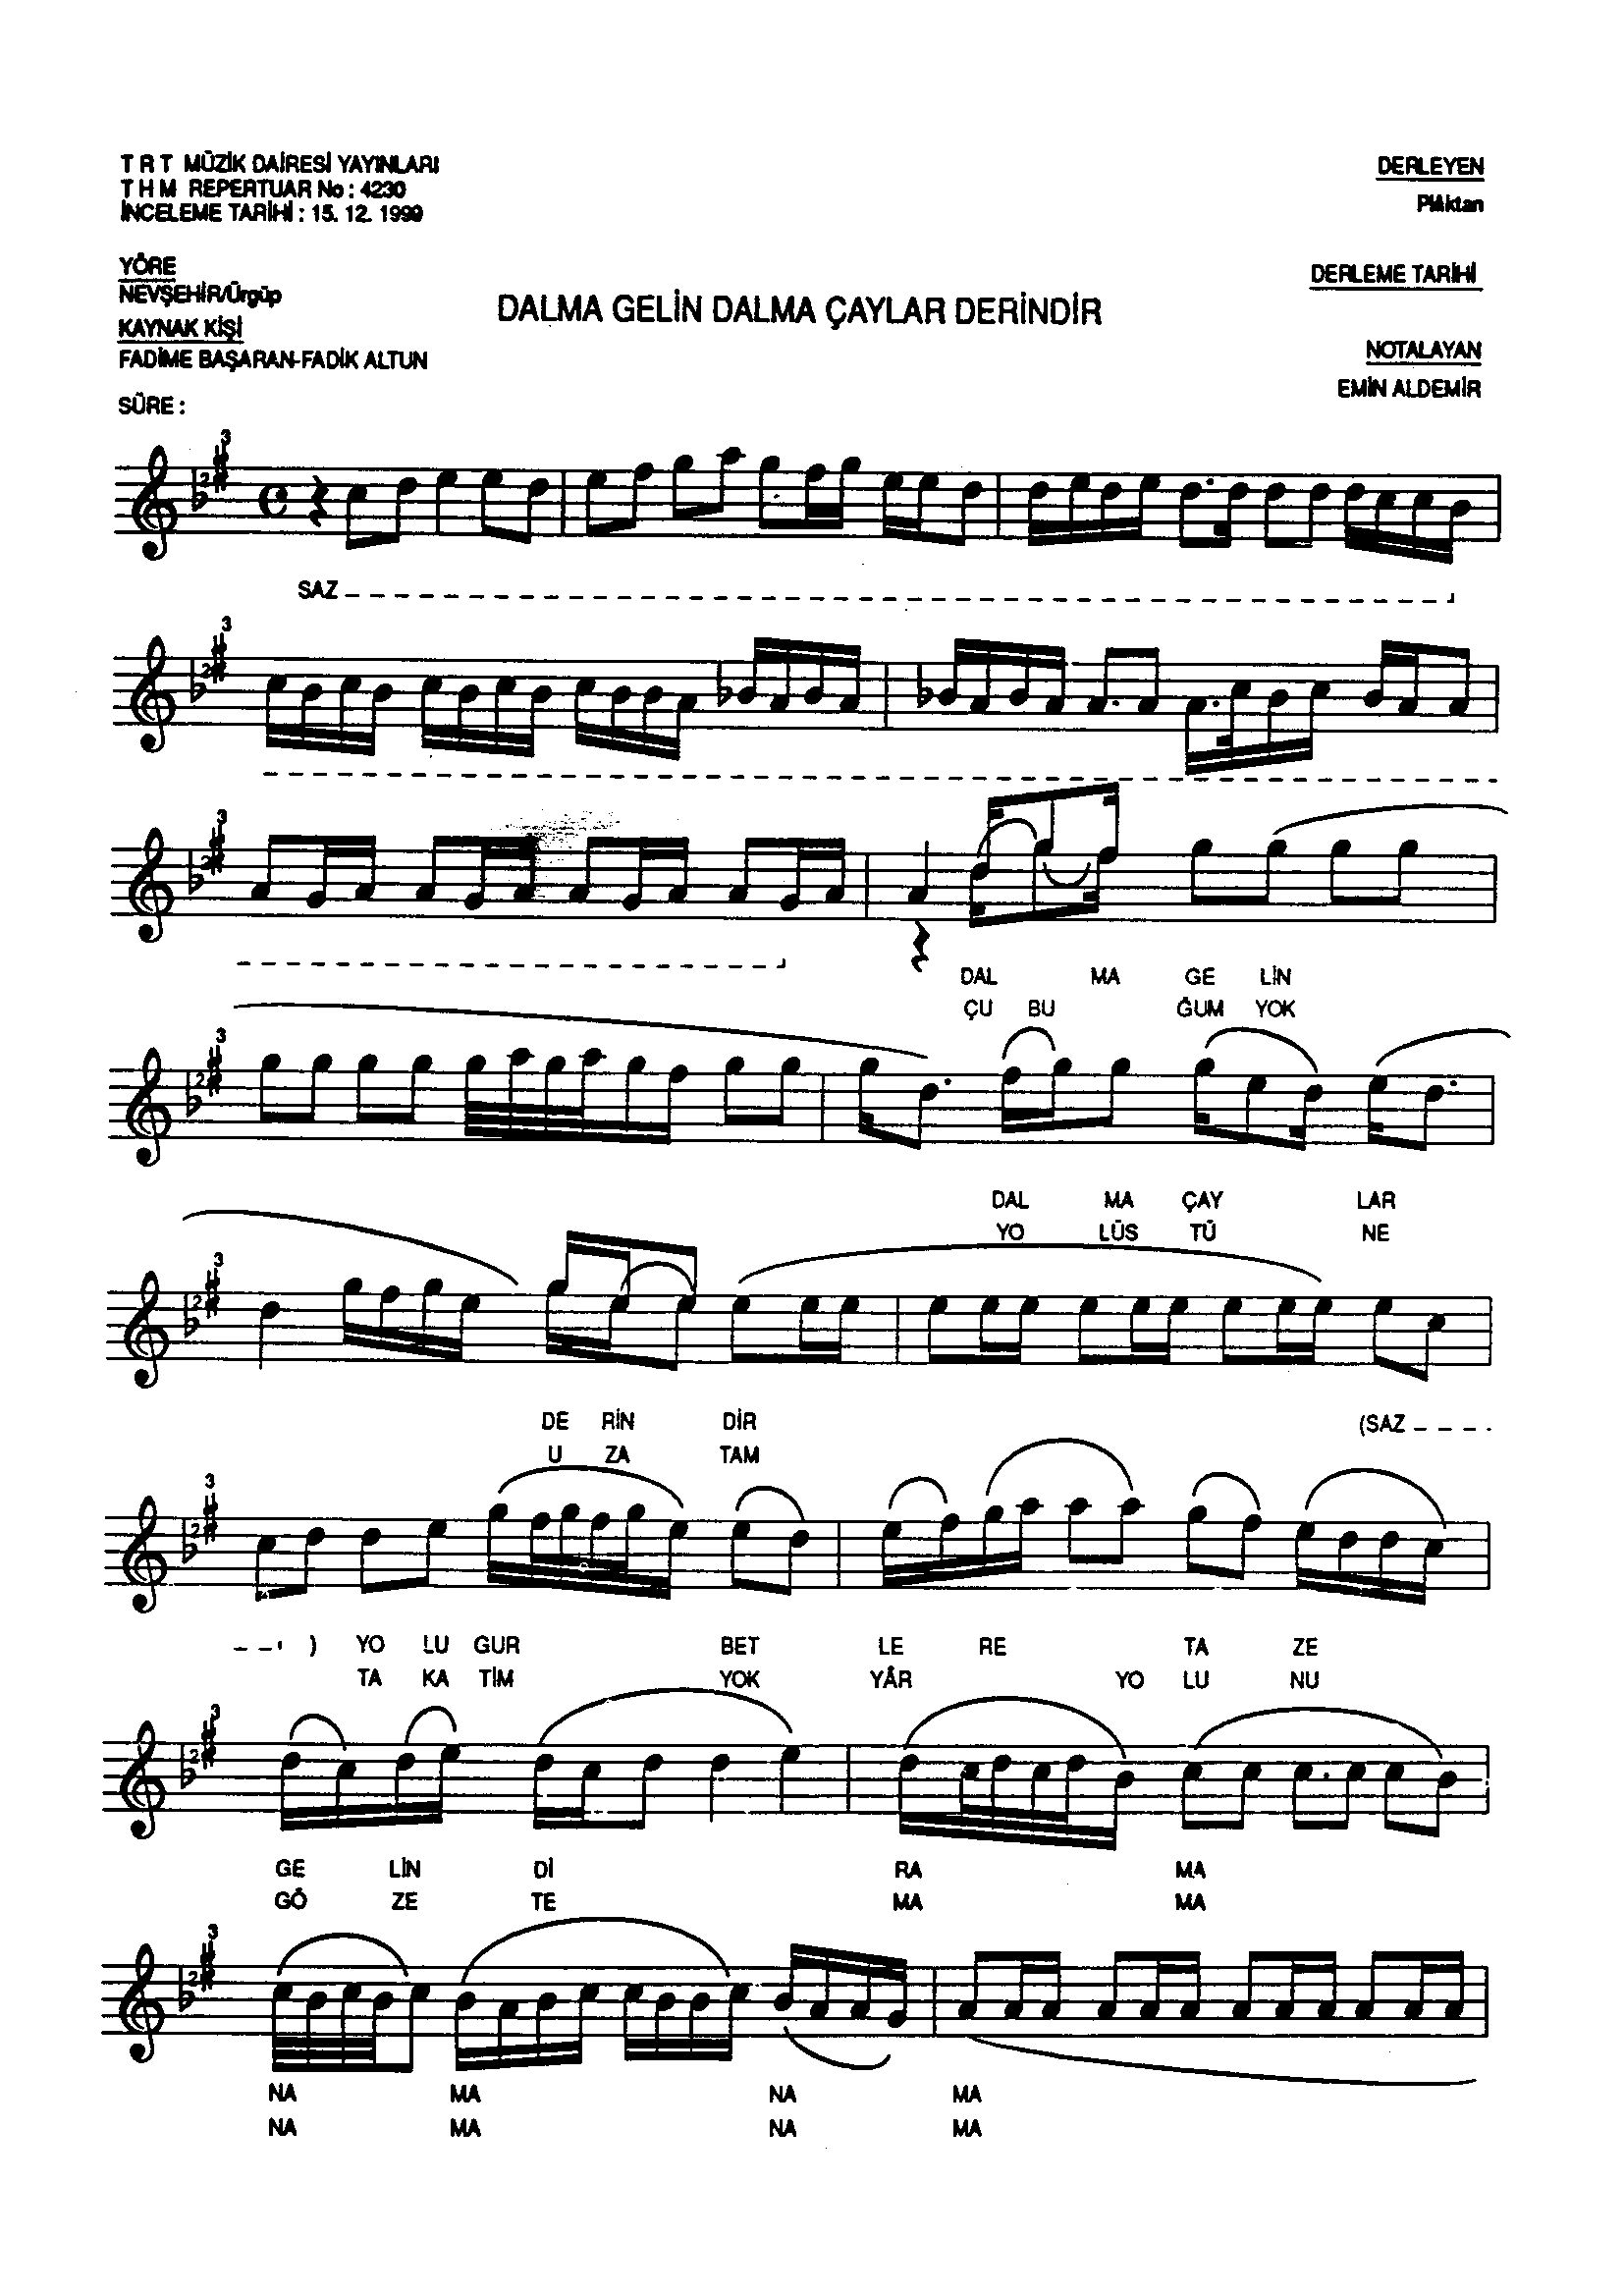 T R T MÜZİK DAİRESİ YAYINLARI
T H M REPERTUAR No : 4230
İNCELEME TARİHİ : 15. 12. 1999
DERLEYEN
YÖRE
NEVŞEHİR/Ürgüp
KAYNAK KİŞİ
FADİME BAŞARAN-FADİK ALTUN
SÜRE :
DALMA GELİN DALMA ÇAYLAR DERİNDİR
DERLEME TARİHİ
NOTALAYAN
EMİN ALDEMİR
SAZ
DAL MA GE LİN
ÇU BU ĞUM YOK
DAL MA ÇAY LAR
YO LÜS TÜ NE
DE RİN DİR (SAZ
U ZA TAM
) YO LU GUR BET LE RE TA ZE
TA KA TİM YOK YÂR YO LU NU
GE LİN Dİ RA MA
GÖ ZE TE MA MA
NA MA NA MA
NA MA NA MA